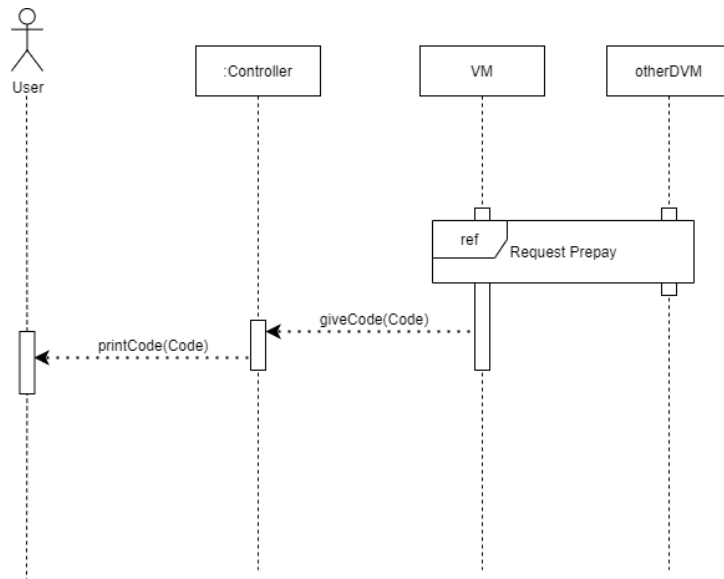 User
:Controller
VM
otherDVM
ref
Request Prepay
giveCode(Code)
printCode(Code)